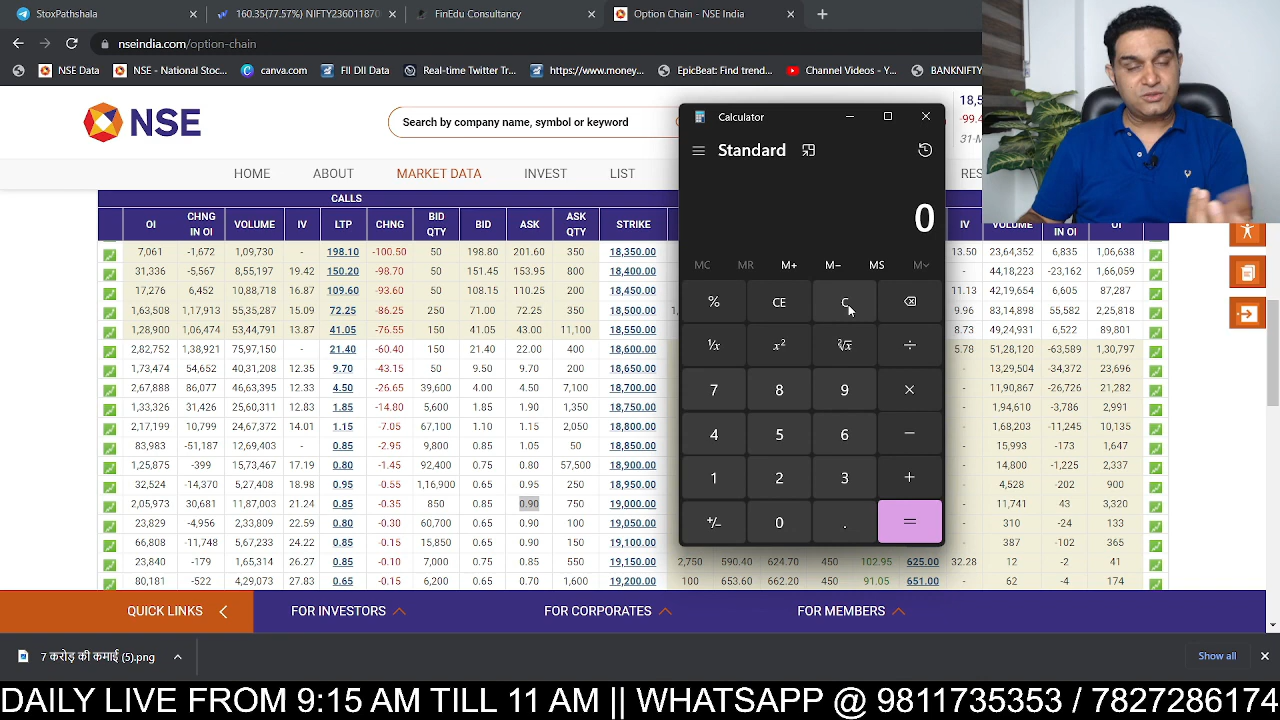 StoxPathshala
160.35(77.57%) NIFTY236011870
FinEdu Consultancy
Option Chain - NSE India
nseindia.com/option-chain
NSE Data
NSE - National Stoc...
canva.com
FII DII Data
Real-time Twitter Tr...
https://www.money...
EpicBeat: Find trend...
Channel Videos - Y...
BANKNIFTY
NSE
Search by company name, symbol or keyword
HOME ABOUT MARKET DATA INVEST LIST
CALLS
OI CHNG IN OI VOLUME IV LTP CHNG BID QTY BID ASK ASK QTY STRIKE IV VOLUME CHNG IN OI OI
7,061 -1,672 1,09,730 - 198.10 -100.50 50 198.80 201.60 350 18,350.00 13.50 23,64,352 6,835 1,06,638
31,336 -5,567 8,55,197 19.42 150.20 -98.70 50 151.45 153.95 800 18,400.00 44,18,223 -23,162 1,66,059
17,276 6,452 10,88,718 16.87 109.60 -93.60 50 108.15 110.25 200 18,450.00 11.13 42,19,654 6,605 87,287
1,63,508 1,17,913 55,35,287 15.09 72.25 -86.25 250 71.00 72.25 350 18,500.00 9.96 83,14,898 55,582 2,25,818
1,28,900 1,06,474 53,44,791 13.87 41.05 -76.55 150 41.05 43.00 11,100 18,550.00 8.73 49,24,931 6,522 89,801
2,82,752 1,38,921 75,97,150 - 21.40 -60.40 150 21.40 22.00 400 18,600.00 5.78 51,28,120 -63,589 1,30,797
1,73,474 54,652 40,31,208 12.35 9.70 -43.15 50 9.50 9.70 200 18,650.00 - 13,29,504 -34,372 23,696
2,67,888 86,077 46,63,395 12.33 4.50 -26.65 39,600 4.00 4.50 7,100 18,700.00 - 11,90,867 -26,726 21,282
1,33,326 31,426 25,60,311 12.83 1.85 -14.80 5,600 1.85 1.90 1,350 18,750.00 - 1,94,610 -3,786 2,991
2,17,199 10,799 24,67,372 14.01 1.15 -7.05 67,100 1.10 1.15 2,050 18,800.00 - 1,68,203 -11,245 10,135
83,983 -51,187 12,69,403 - 0.85 -2.95 9,800 0.85 1.05 50 18,850.00 - 15,993 -173 1,647
1,25,875 -399 15,73,467 17.19 0.80 -1.45 92,400 0.75 0.80 57,500 18,900.00 - 14,800 -1,225 2,337
32,524 -14,370 5,27,408 18.98 0.95 -0.55 1,16,900 0.85 0.95 250 18,950.00 - 4,528 -202 900
2,05,973 30,681 11,87,003 21.24 0.85 -0.35 850 0.85 0.90 750 19,000.00 - 11,741 43 3,320
23,829 -4,956 2,33,809 22.59 0.80 -0.30 60,700 0.80 0.90 100 19,050.00 - 310 -24 133
66,808 -11,748 5,67,233 24.22 0.85 -0.15 15,850 0.85 0.90 150 19,100.00 - 387 -13 365
23,840 -179 1,65,314 26.27 0.85 -0.10 7,000 0.85 0.85 550 19,150.00 2,750 590.40 624.70 450 102.95 625.00 32.28 12 -2 41
80,181 -522 4,29,073 27.83 0.65 -0.15 6,200 0.65 0.70 1,600 19,200.00 100 653.60 662.20 450 91.05 651.00 - 62 -4 174
Calculator
Standard
0
MC MR M+ M− MS M
% CE C
⅟x x² ²√x ÷
7 8 9 ×
4 5 6 −
1 2 3 +
+/− 0 . =
QUICK LINKS FOR INVESTORS FOR CORPORATES FOR MEMBERS
7 करोड़ की कमाई (5).png
Show all
DAILY LIVE FROM 9:15 AM TILL 11 AM || WHATSAPP @ 9811735353 / 7827286174